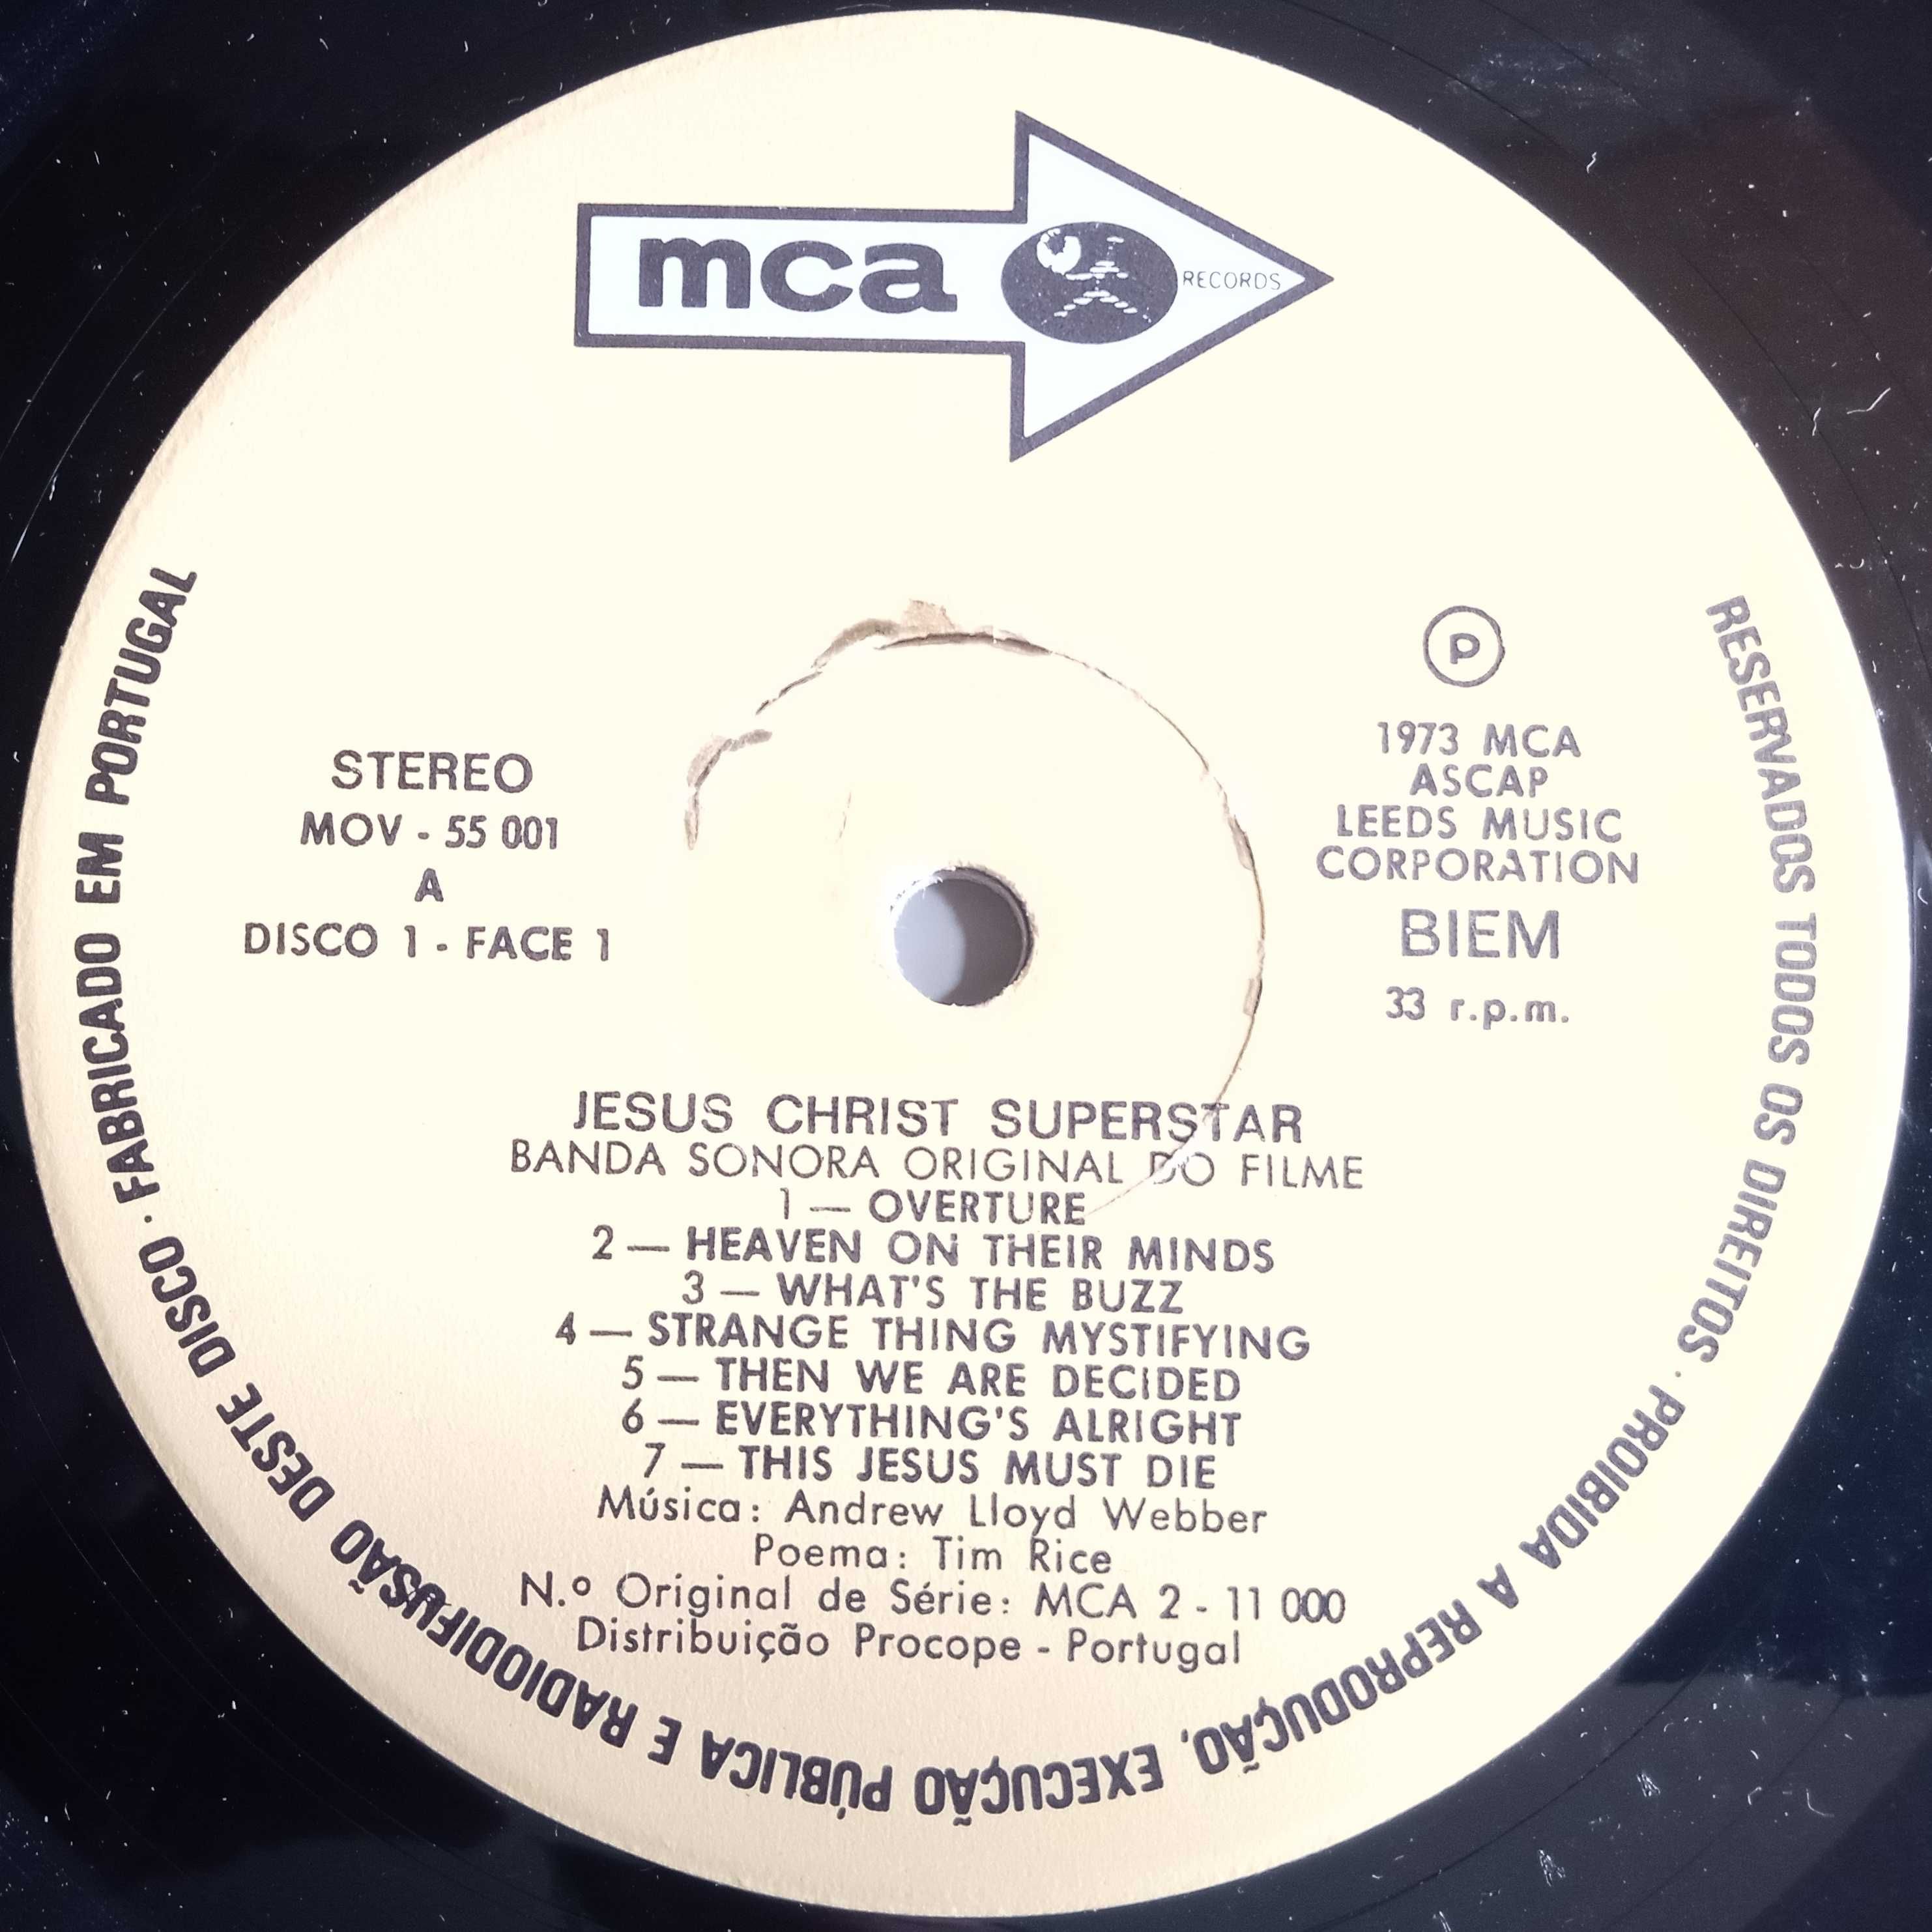 mca RECORDS
STEREO
MOV - 55 001
A
DISCO 1 - FACE 1
P
1973 MCA
ASCAP
LEEDS MUSIC
CORPORATION
BIEM
33 r.p.m.
JESUS CHRIST SUPERSTAR
BANDA SONORA ORIGINAL DO FILME
1 — OVERTURE
2 — HEAVEN ON THEIR MINDS
3 — WHAT'S THE BUZZ
4 — STRANGE THING MYSTIFYING
5 — THEN WE ARE DECIDED
6 — EVERYTHING'S ALRIGHT
7 — THIS JESUS MUST DIE
Música: Andrew Lloyd Webber
Poema: Tim Rice
N.º Original de Série: MCA 2 - 11 000
Distribuição Procope - Portugal
RESERVADOS TODOS OS DIREITOS · PROIBIDA A REPRODUÇÃO, EXECUÇÃO PÚBLICA E RADIODIFUSÃO DESTE DISCO · FABRICADO EM PORTUGAL